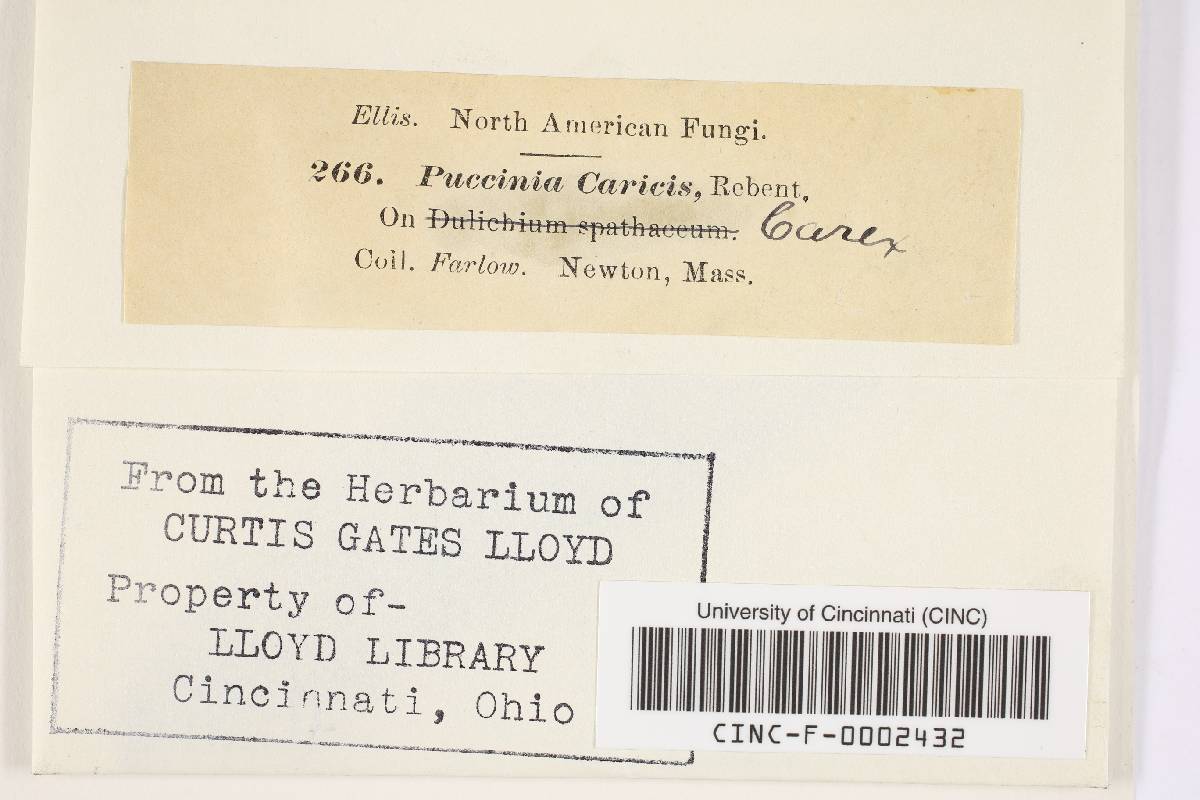 Ellis. North American Fungi.
266. Puccinia Caricis, Rebent,
On Dulichium spathaceum. Carex
Coll. Farlow. Newton, Mass.
From the Herbarium of
CURTIS GATES LLOYD
Property of-
LLOYD LIBRARY
Cincinnati, Ohio
University of Cincinnati (CINC)
CINC-F-0002432